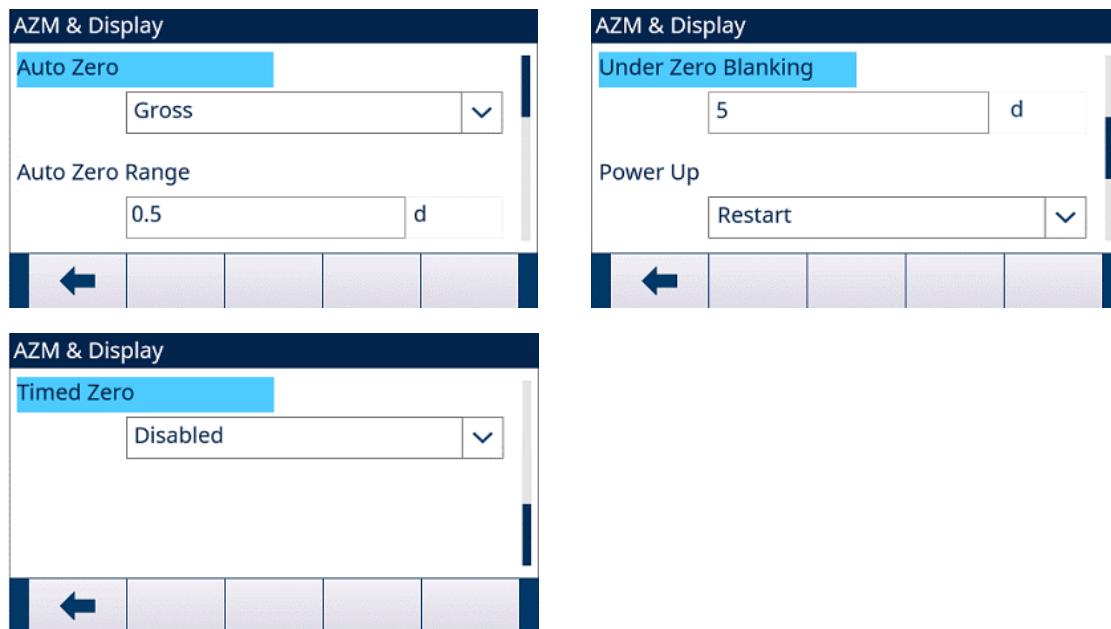 AZM & Display
Auto Zero
Gross
Auto Zero Range
0.5 d
AZM & Display
Under Zero Blanking
5 d
Power Up
Restart
AZM & Display
Timed Zero
Disabled